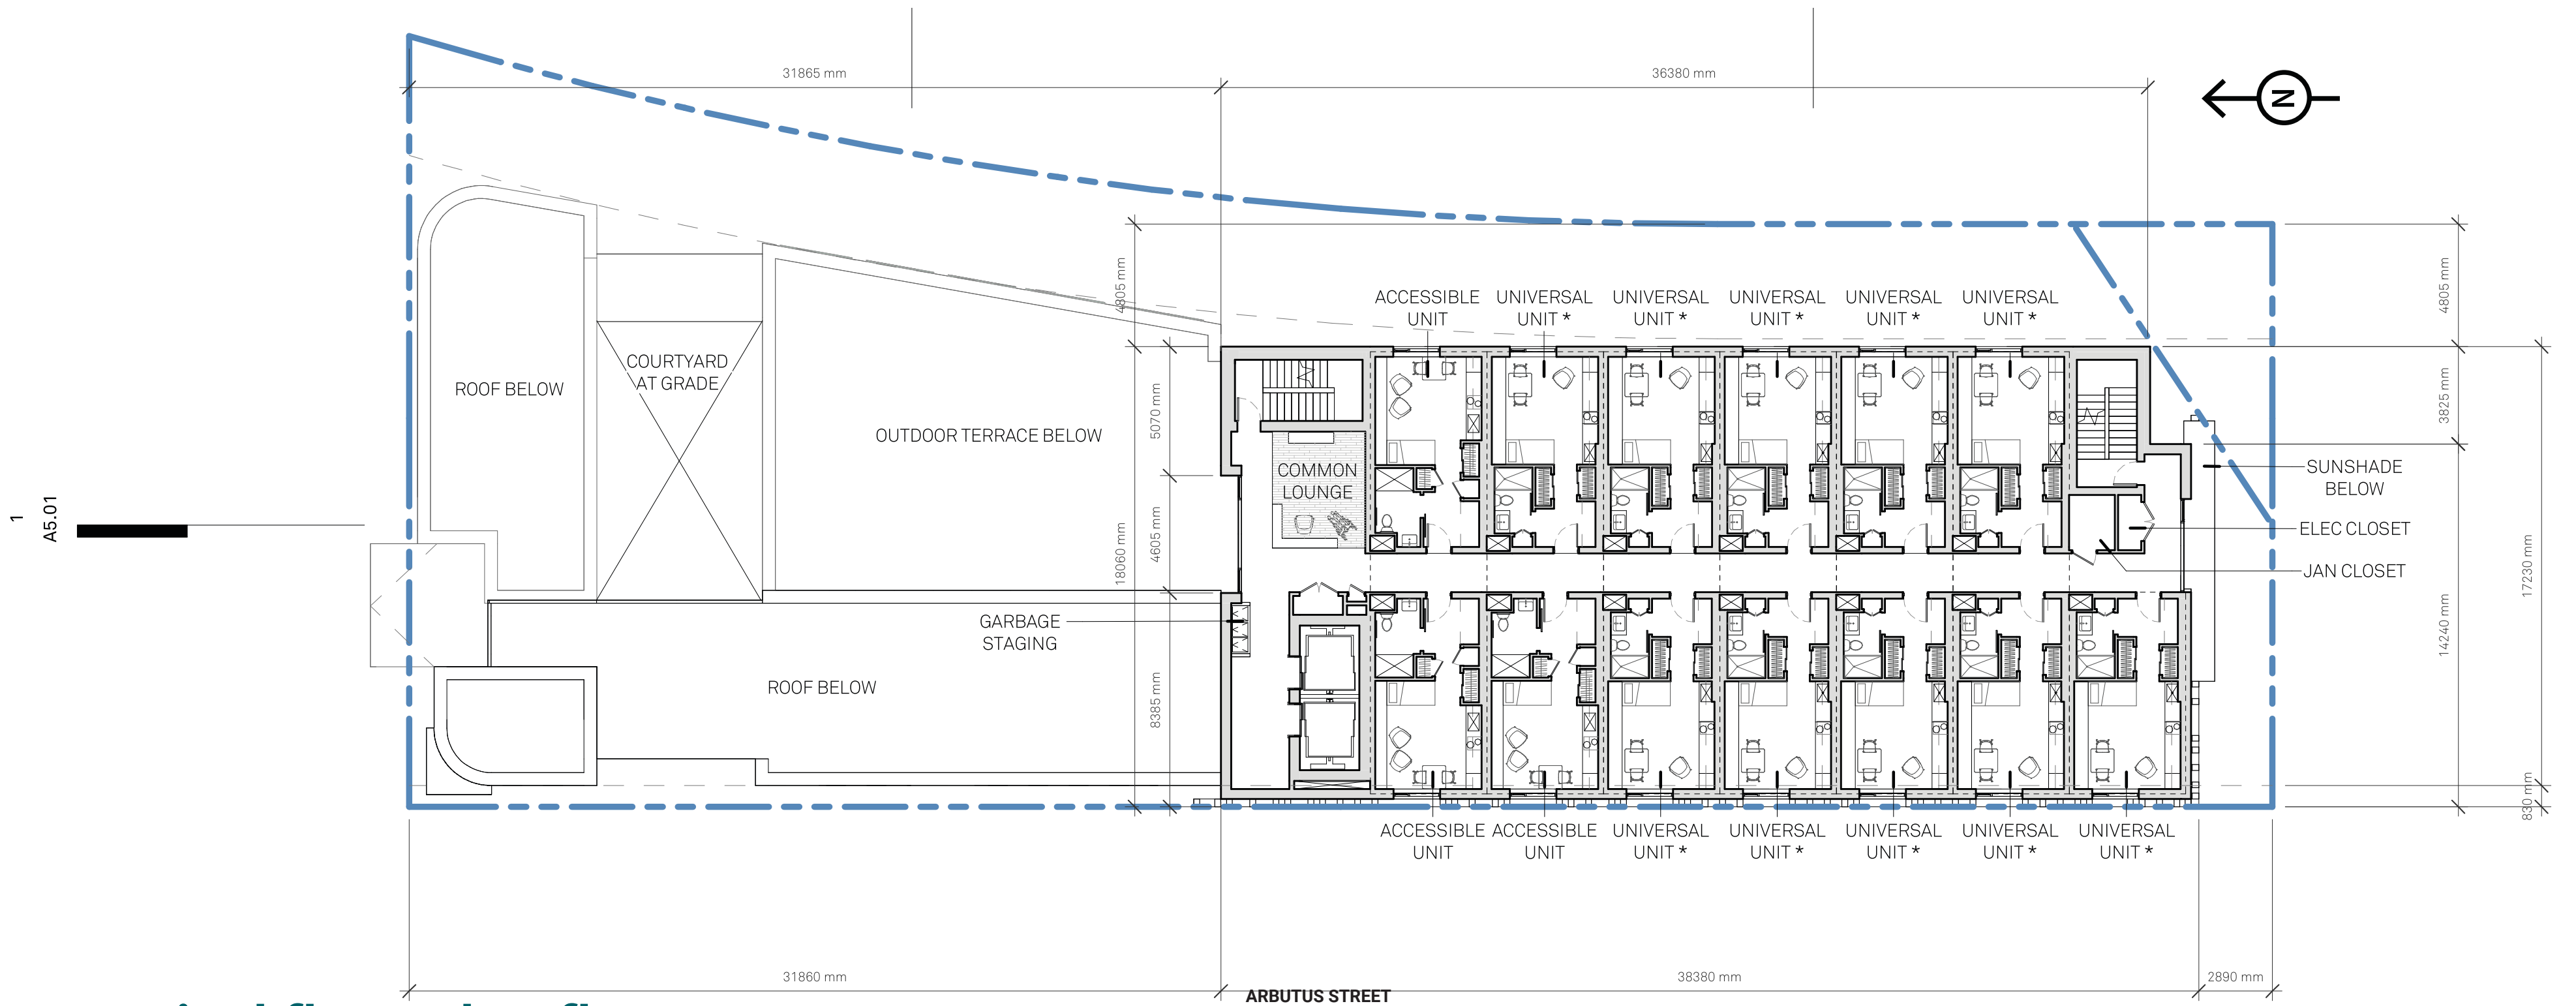 31865 mm
36380 mm
N
4805 mm
4805 mm
ACCESSIBLE
UNIT
UNIVERSAL
UNIT *
UNIVERSAL
UNIT *
UNIVERSAL
UNIT *
UNIVERSAL
UNIT *
UNIVERSAL
UNIT *
COURTYARD
AT GRADE
ROOF BELOW
OUTDOOR TERRACE BELOW
5070 mm
3825 mm
COMMON
LOUNGE
SUNSHADE
BELOW
1
A5.01
4605 mm
18060 mm
ELEC CLOSET
JAN CLOSET
17230 mm
14240 mm
GARBAGE
STAGING
ROOF BELOW
8385 mm
830 mm
ACCESSIBLE
UNIT
ACCESSIBLE
UNIT
UNIVERSAL
UNIT *
UNIVERSAL
UNIT *
UNIVERSAL
UNIT *
UNIVERSAL
UNIT *
UNIVERSAL
UNIT *
31860 mm
38380 mm
2890 mm
ARBUTUS STREET